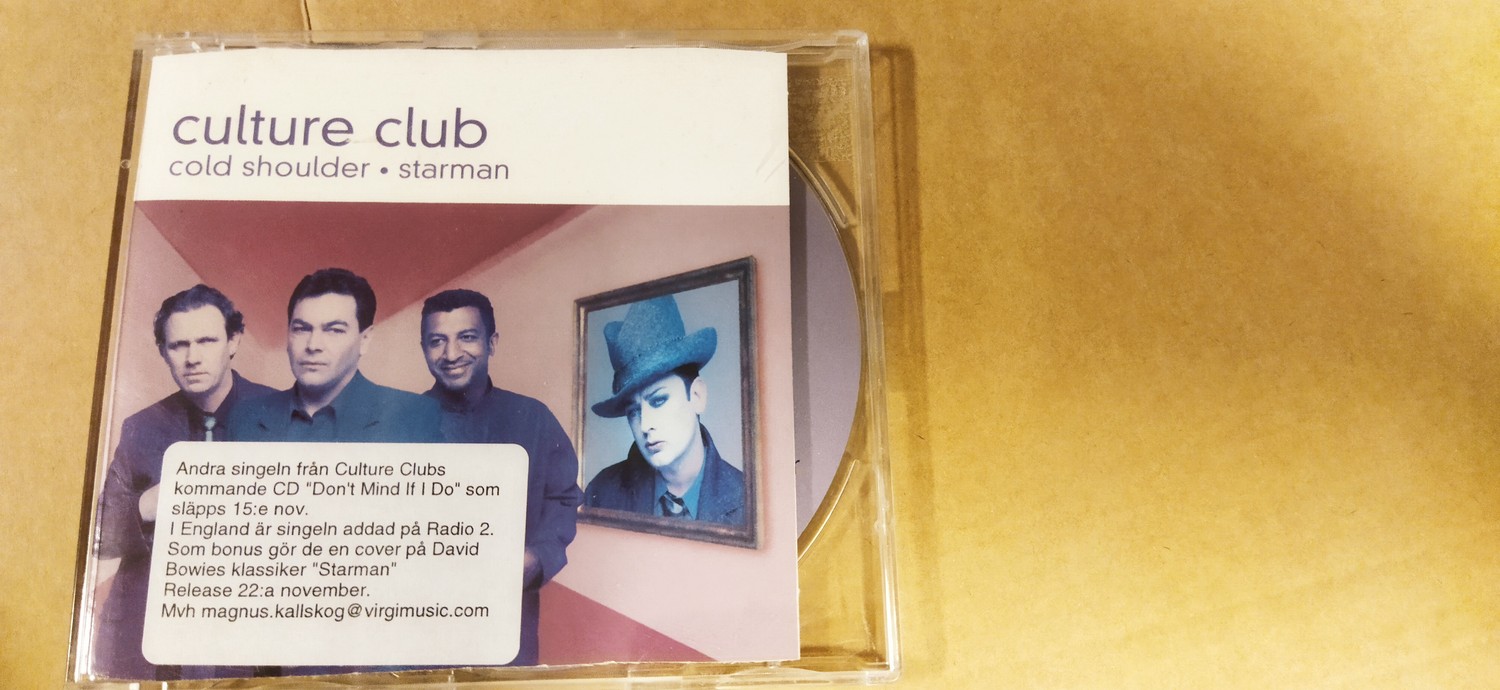 culture club
cold shoulder • starman
Andra singeln från Culture Clubs
kommande CD "Don't Mind If I Do" som
släpps 15:e nov.
I England är singeln addad på Radio 2.
Som bonus gör de en cover på David
Bowies klassiker "Starman"
Release 22:a november.
Mvh magnus.kallskog@virgimusic.com